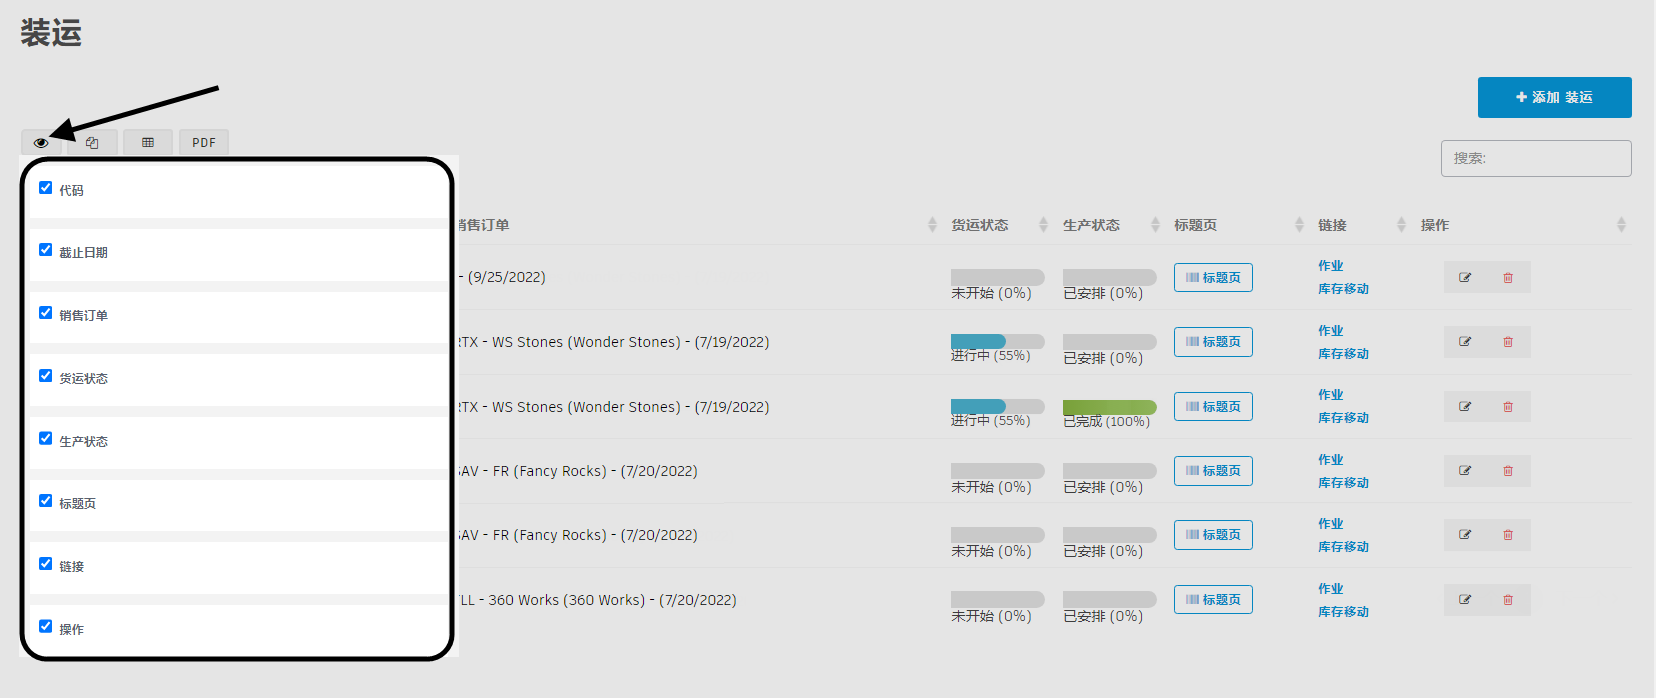 装运
添加 装运
PDF
搜索:
代码
截止日期
销售订单
货运状态
生产状态
标题页
链接
操作
销售订单 货运状态 生产状态 标题页 链接 操作
- (9/25/2022) 未开始 (0%) 已安排 (0%) 标题页 作业 库存移动
TX - WS Stones (Wonder Stones) - (7/19/2022) 进行中 (55%) 已安排 (0%) 标题页 作业 库存移动
TX - WS Stones (Wonder Stones) - (7/19/2022) 进行中 (55%) 已完成 (100%) 标题页 作业 库存移动
AV - FR (Fancy Rocks) - (7/20/2022) 未开始 (0%) 已安排 (0%) 标题页 作业 库存移动
AV - FR (Fancy Rocks) - (7/20/2022) 未开始 (0%) 已安排 (0%) 标题页 作业 库存移动
LL - 360 Works (360 Works) - (7/20/2022) 未开始 (0%) 已安排 (0%) 标题页 作业 库存移动